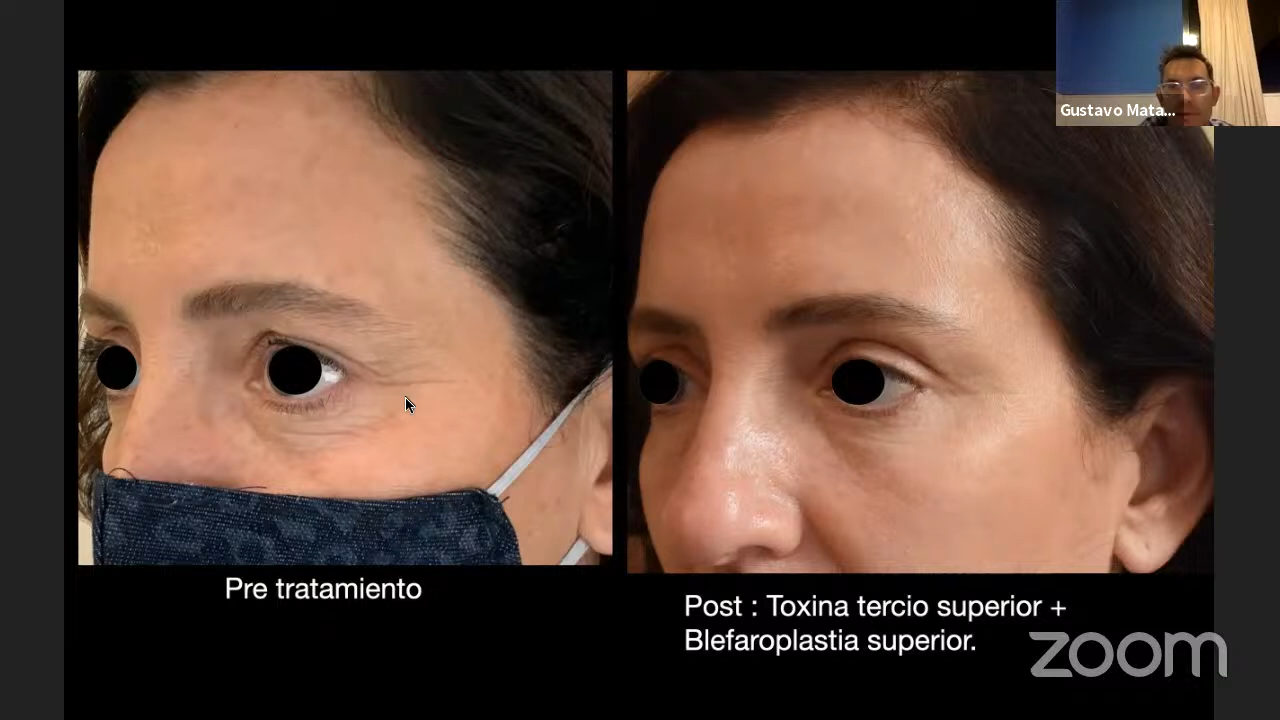 Gustavo Mata...
Pre tratamiento
Post : Toxina tercio superior +
Blefaroplastia superior.
zoom